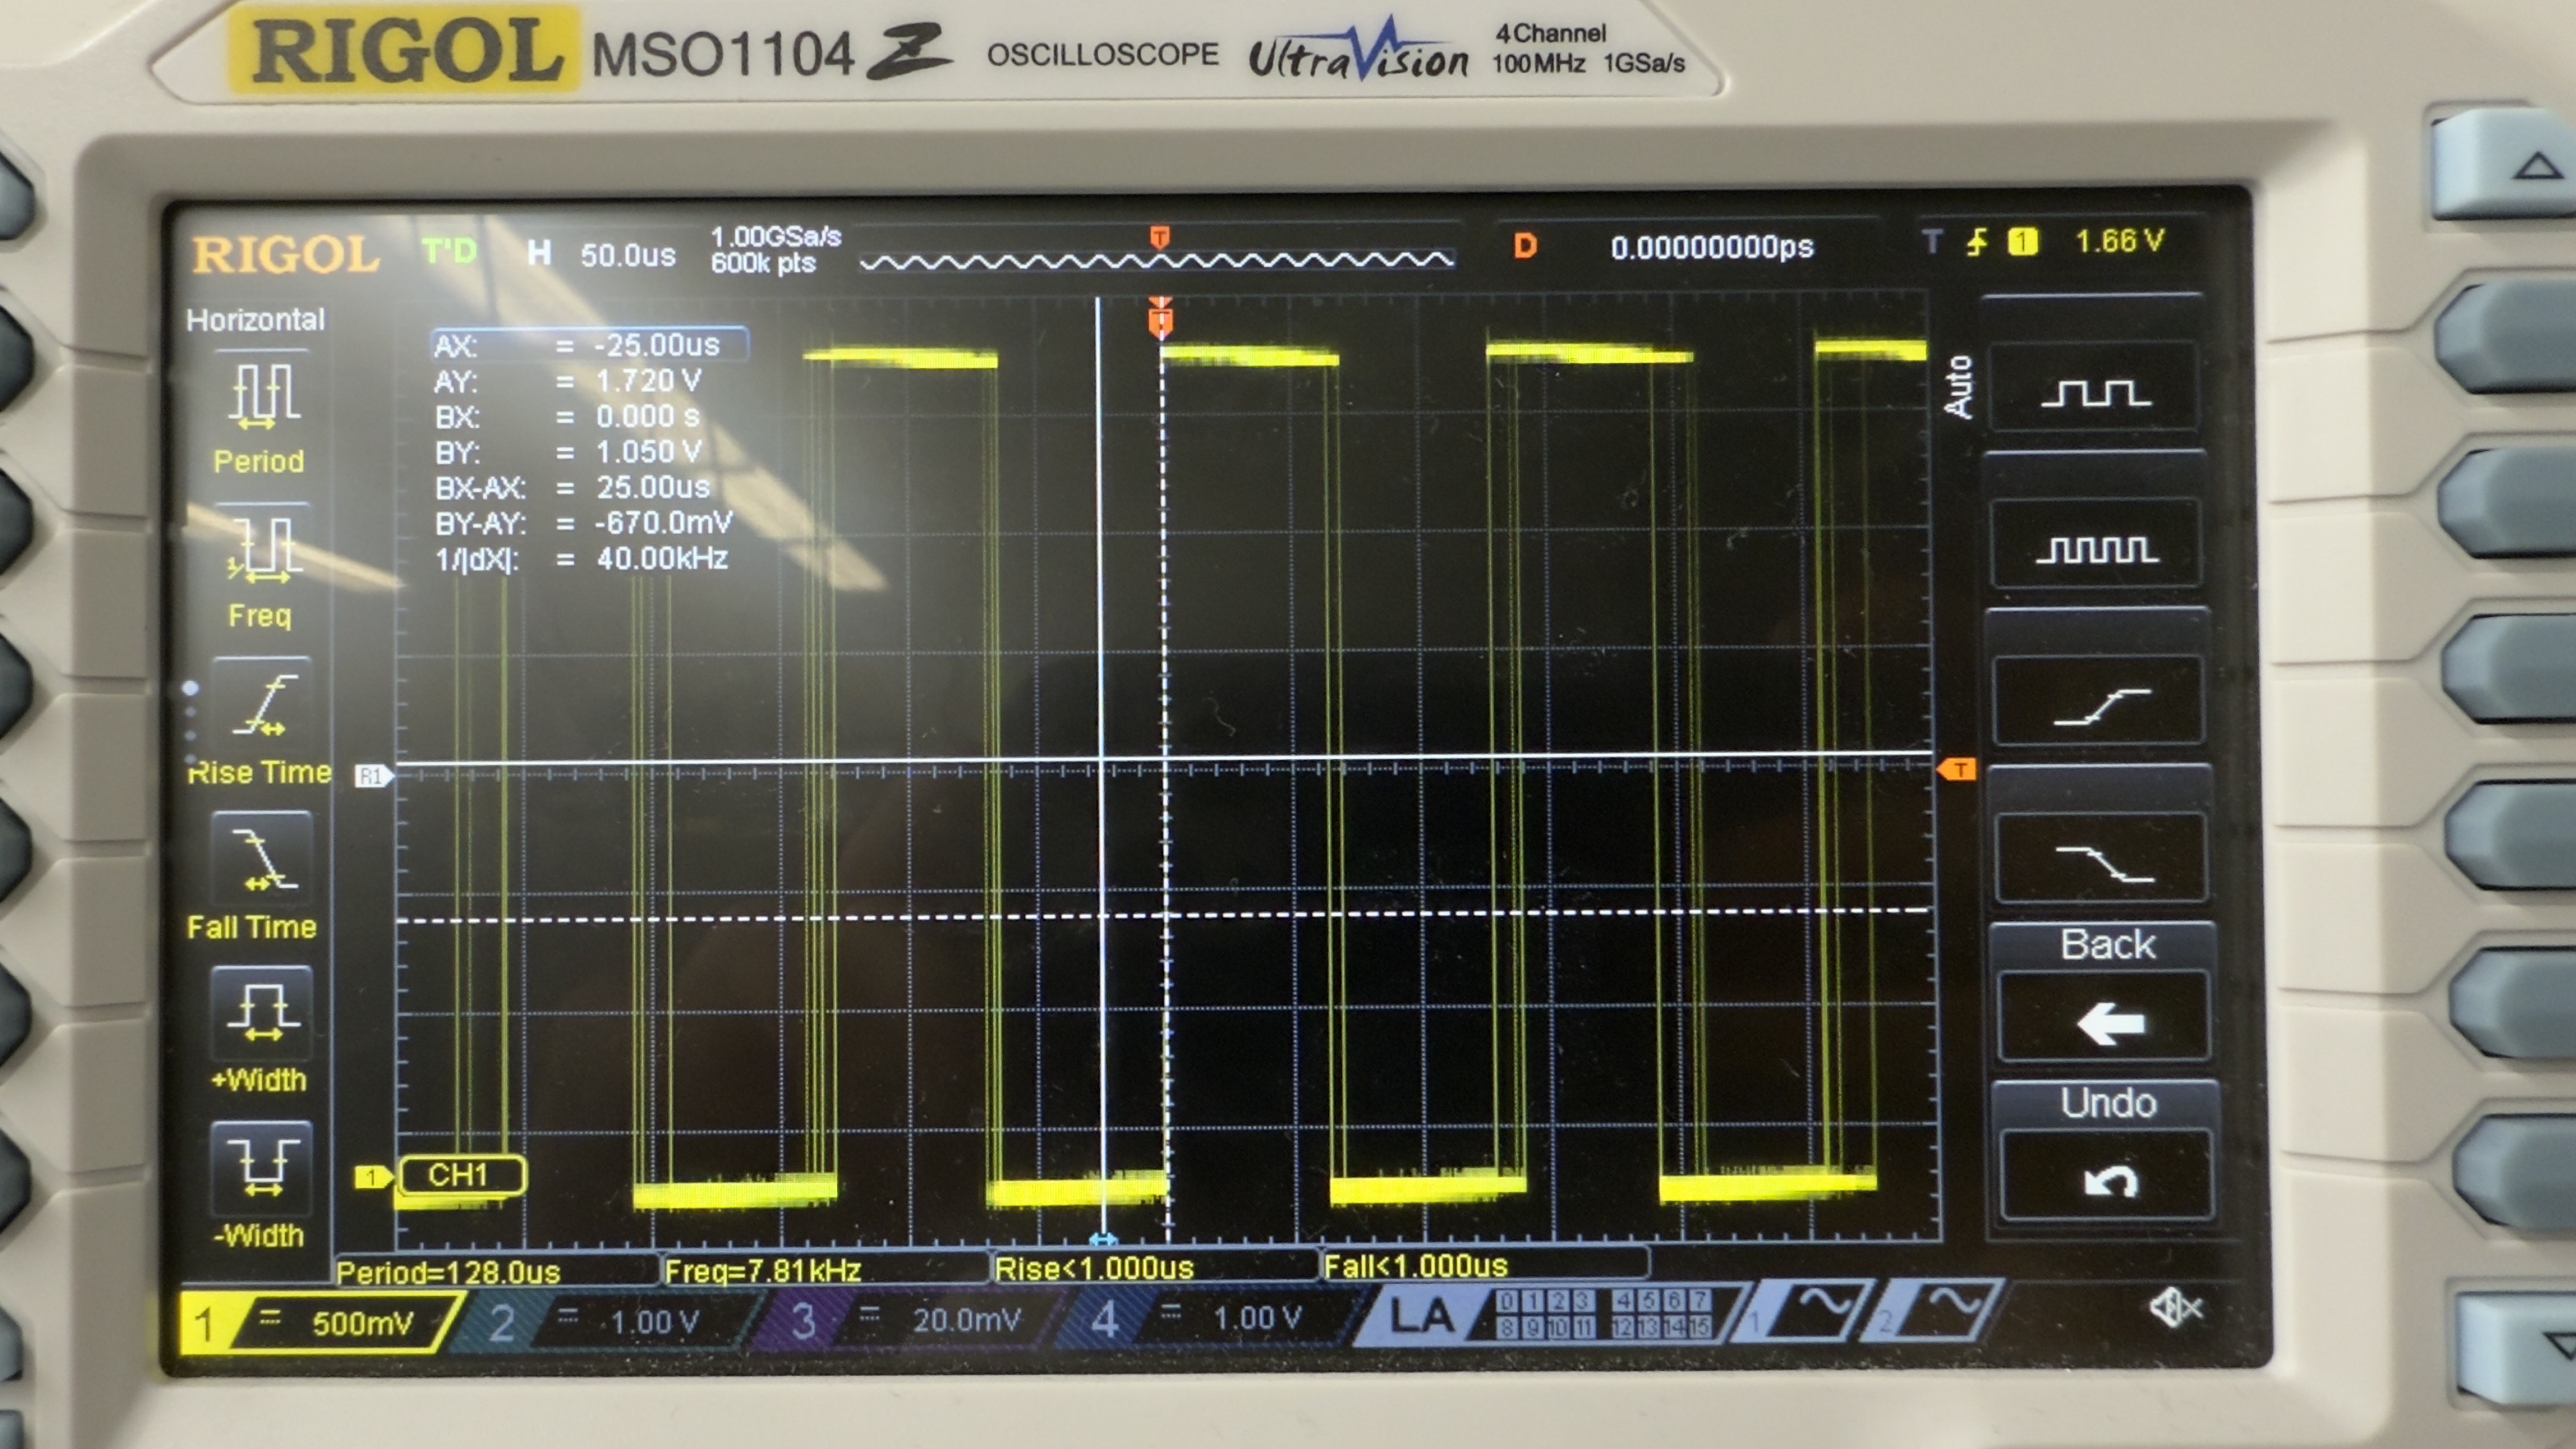 RIGOL MSO1104Z OSCILLOSCOPE UltraVision 4 Channel
100 MHz 1GSa/s
RIGOL T'D H 50.0us 1.00GSa/s
600k pts
T
D 0.00000000ps T 1 1.66 V
Horizontal
Period
Freq
Rise Time
Fall Time
+Width
-Width
AX: = -25.00us
AY: = 1.720 V
BX: = 0.000 s
BY: = 1.050 V
BX-AX: = 25.00us
BY-AY: = -670.0mV
1/|dX|: = 40.00kHz
T
Auto
R1
T
1 CH1
Back
Undo
Period=128.0us Freq=7.81kHz Rise<1.000us Fall<1.000us
1 = 500mV 2 = 1.00 V 3 = 20.0mV 4 = 1.00 V LA 0 1 2 3 4 5 6 7
8 9 10 11 12 13 14 15
1 2